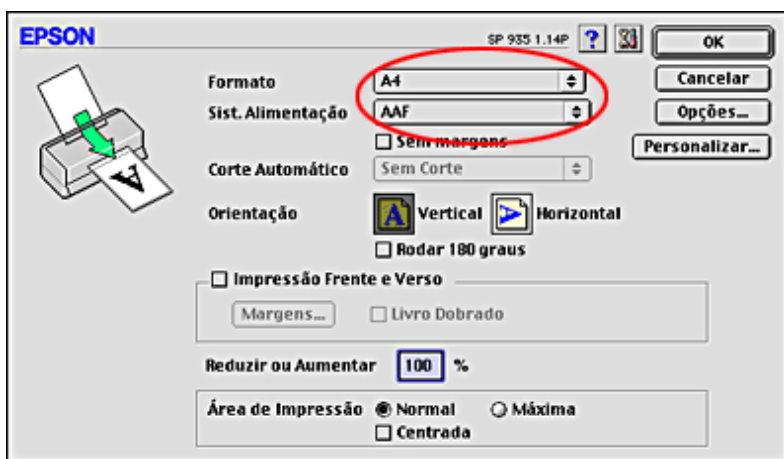 EPSON SP 935 1.14P ? OK
Formato A4 Cancelar
Sist. Alimentação AAF Opções...
Sem margens Personalizar...
Corte Automático Sem Corte
Orientação A Vertical A Horizontal
Rodar 180 graus
Impressão Frente e Verso
Margens... Livro Dobrado
Reduzir ou Aumentar 100 %
Área de Impressão Normal Máxima
Centrada